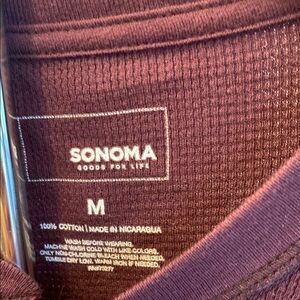 SONOMA
GOODS FOR LIFE
M
100% COTTON | MADE IN NICARAGUA
WASH BEFORE WEARING.
MACHINE WASH COLD WITH LIKE COLORS.
ONLY NON-CHLORINE BLEACH WHEN NEEDED.
TUMBLE DRY LOW. WARM IRON IF NEEDED.